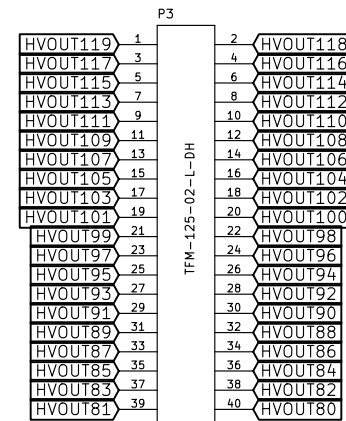 P3
HVOUT119 1 2 HVOUT118
HVOUT117 3 4 HVOUT116
HVOUT115 5 6 HVOUT114
HVOUT113 7 8 HVOUT112
HVOUT111 9 10 HVOUT110
HVOUT109 11 12 HVOUT108
HVOUT107 13 14 HVOUT106
HVOUT105 15 16 HVOUT104
HVOUT103 17 18 HVOUT102
HVOUT101 19 20 HVOUT100
HVOUT99 21 22 HVOUT98
HVOUT97 23 24 HVOUT96
HVOUT95 25 26 HVOUT94
HVOUT93 27 28 HVOUT92
HVOUT91 29 30 HVOUT90
HVOUT89 31 32 HVOUT88
HVOUT87 33 34 HVOUT86
HVOUT85 35 36 HVOUT84
HVOUT83 37 38 HVOUT82
HVOUT81 39 40 HVOUT80
TFM-125-02-L-DH